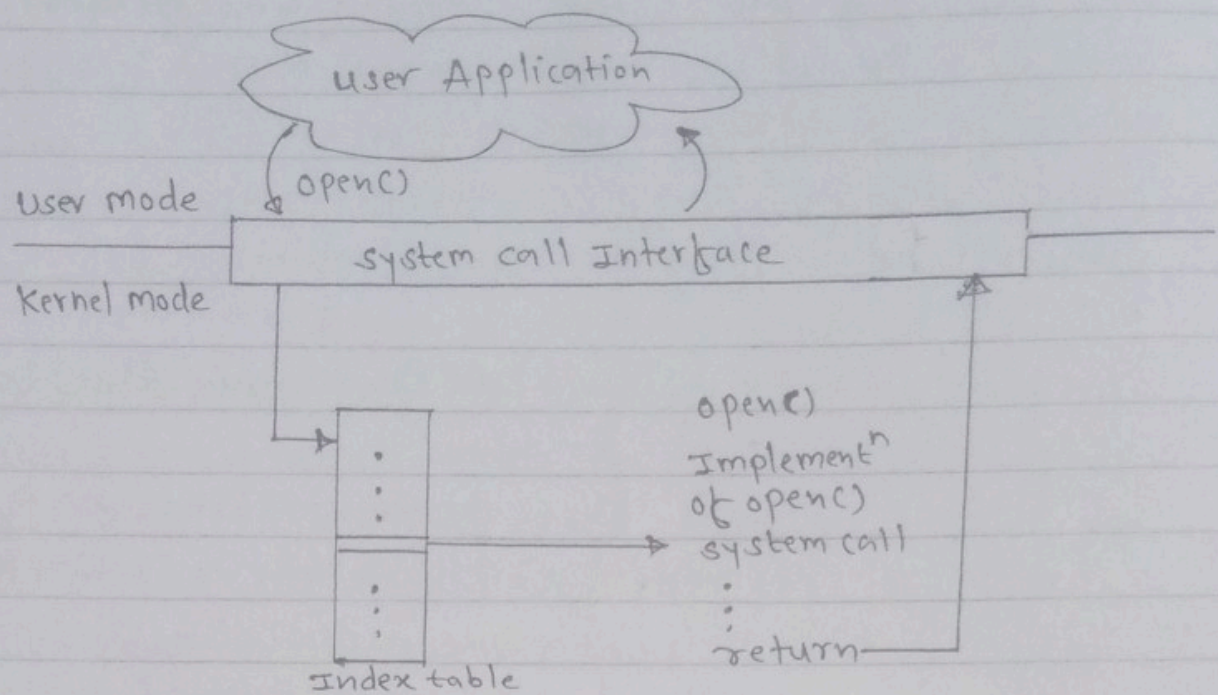 user Application
open()
User mode
system call Interface
Kernel mode
open()
Implementⁿ
of open()
system call
return
Index table